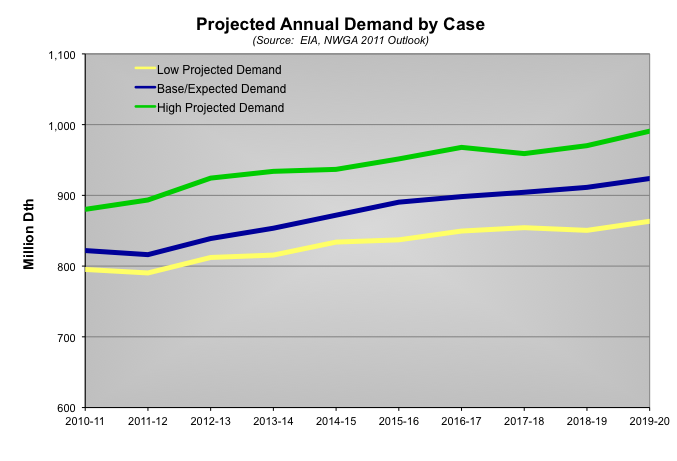 Projected Annual Demand by Case
(Source:  EIA, NWGA 2011 Outlook)
Million Dth
1,100
1,000
900
800
700
600
Low Projected Demand
Base/Expected Demand
High Projected Demand
2010-11 2011-12 2012-13 2013-14 2014-15 2015-16 2016-17 2017-18 2018-19 2019-20